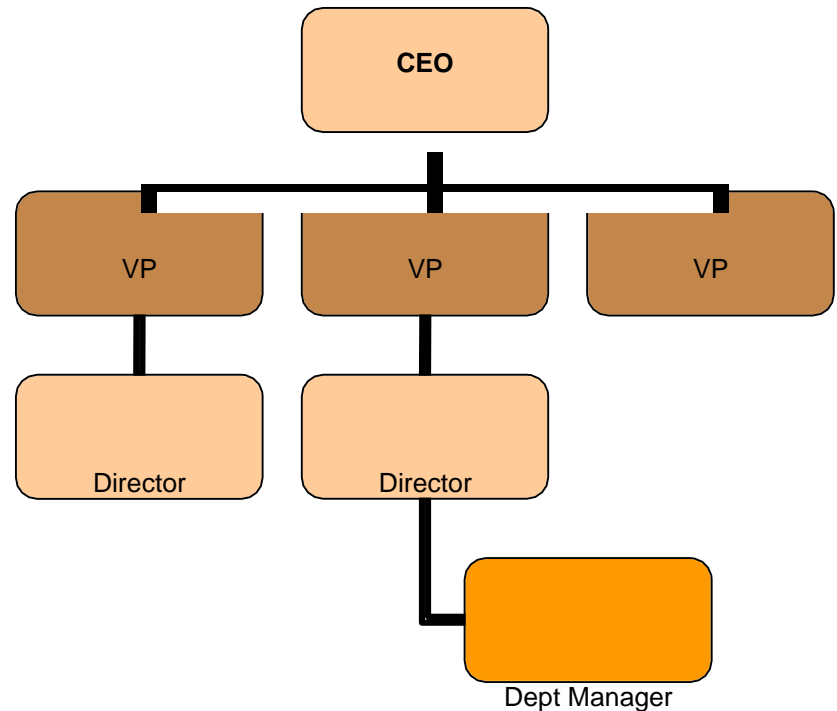 CEO
VP
VP
VP
Director
Director
Dept Manager